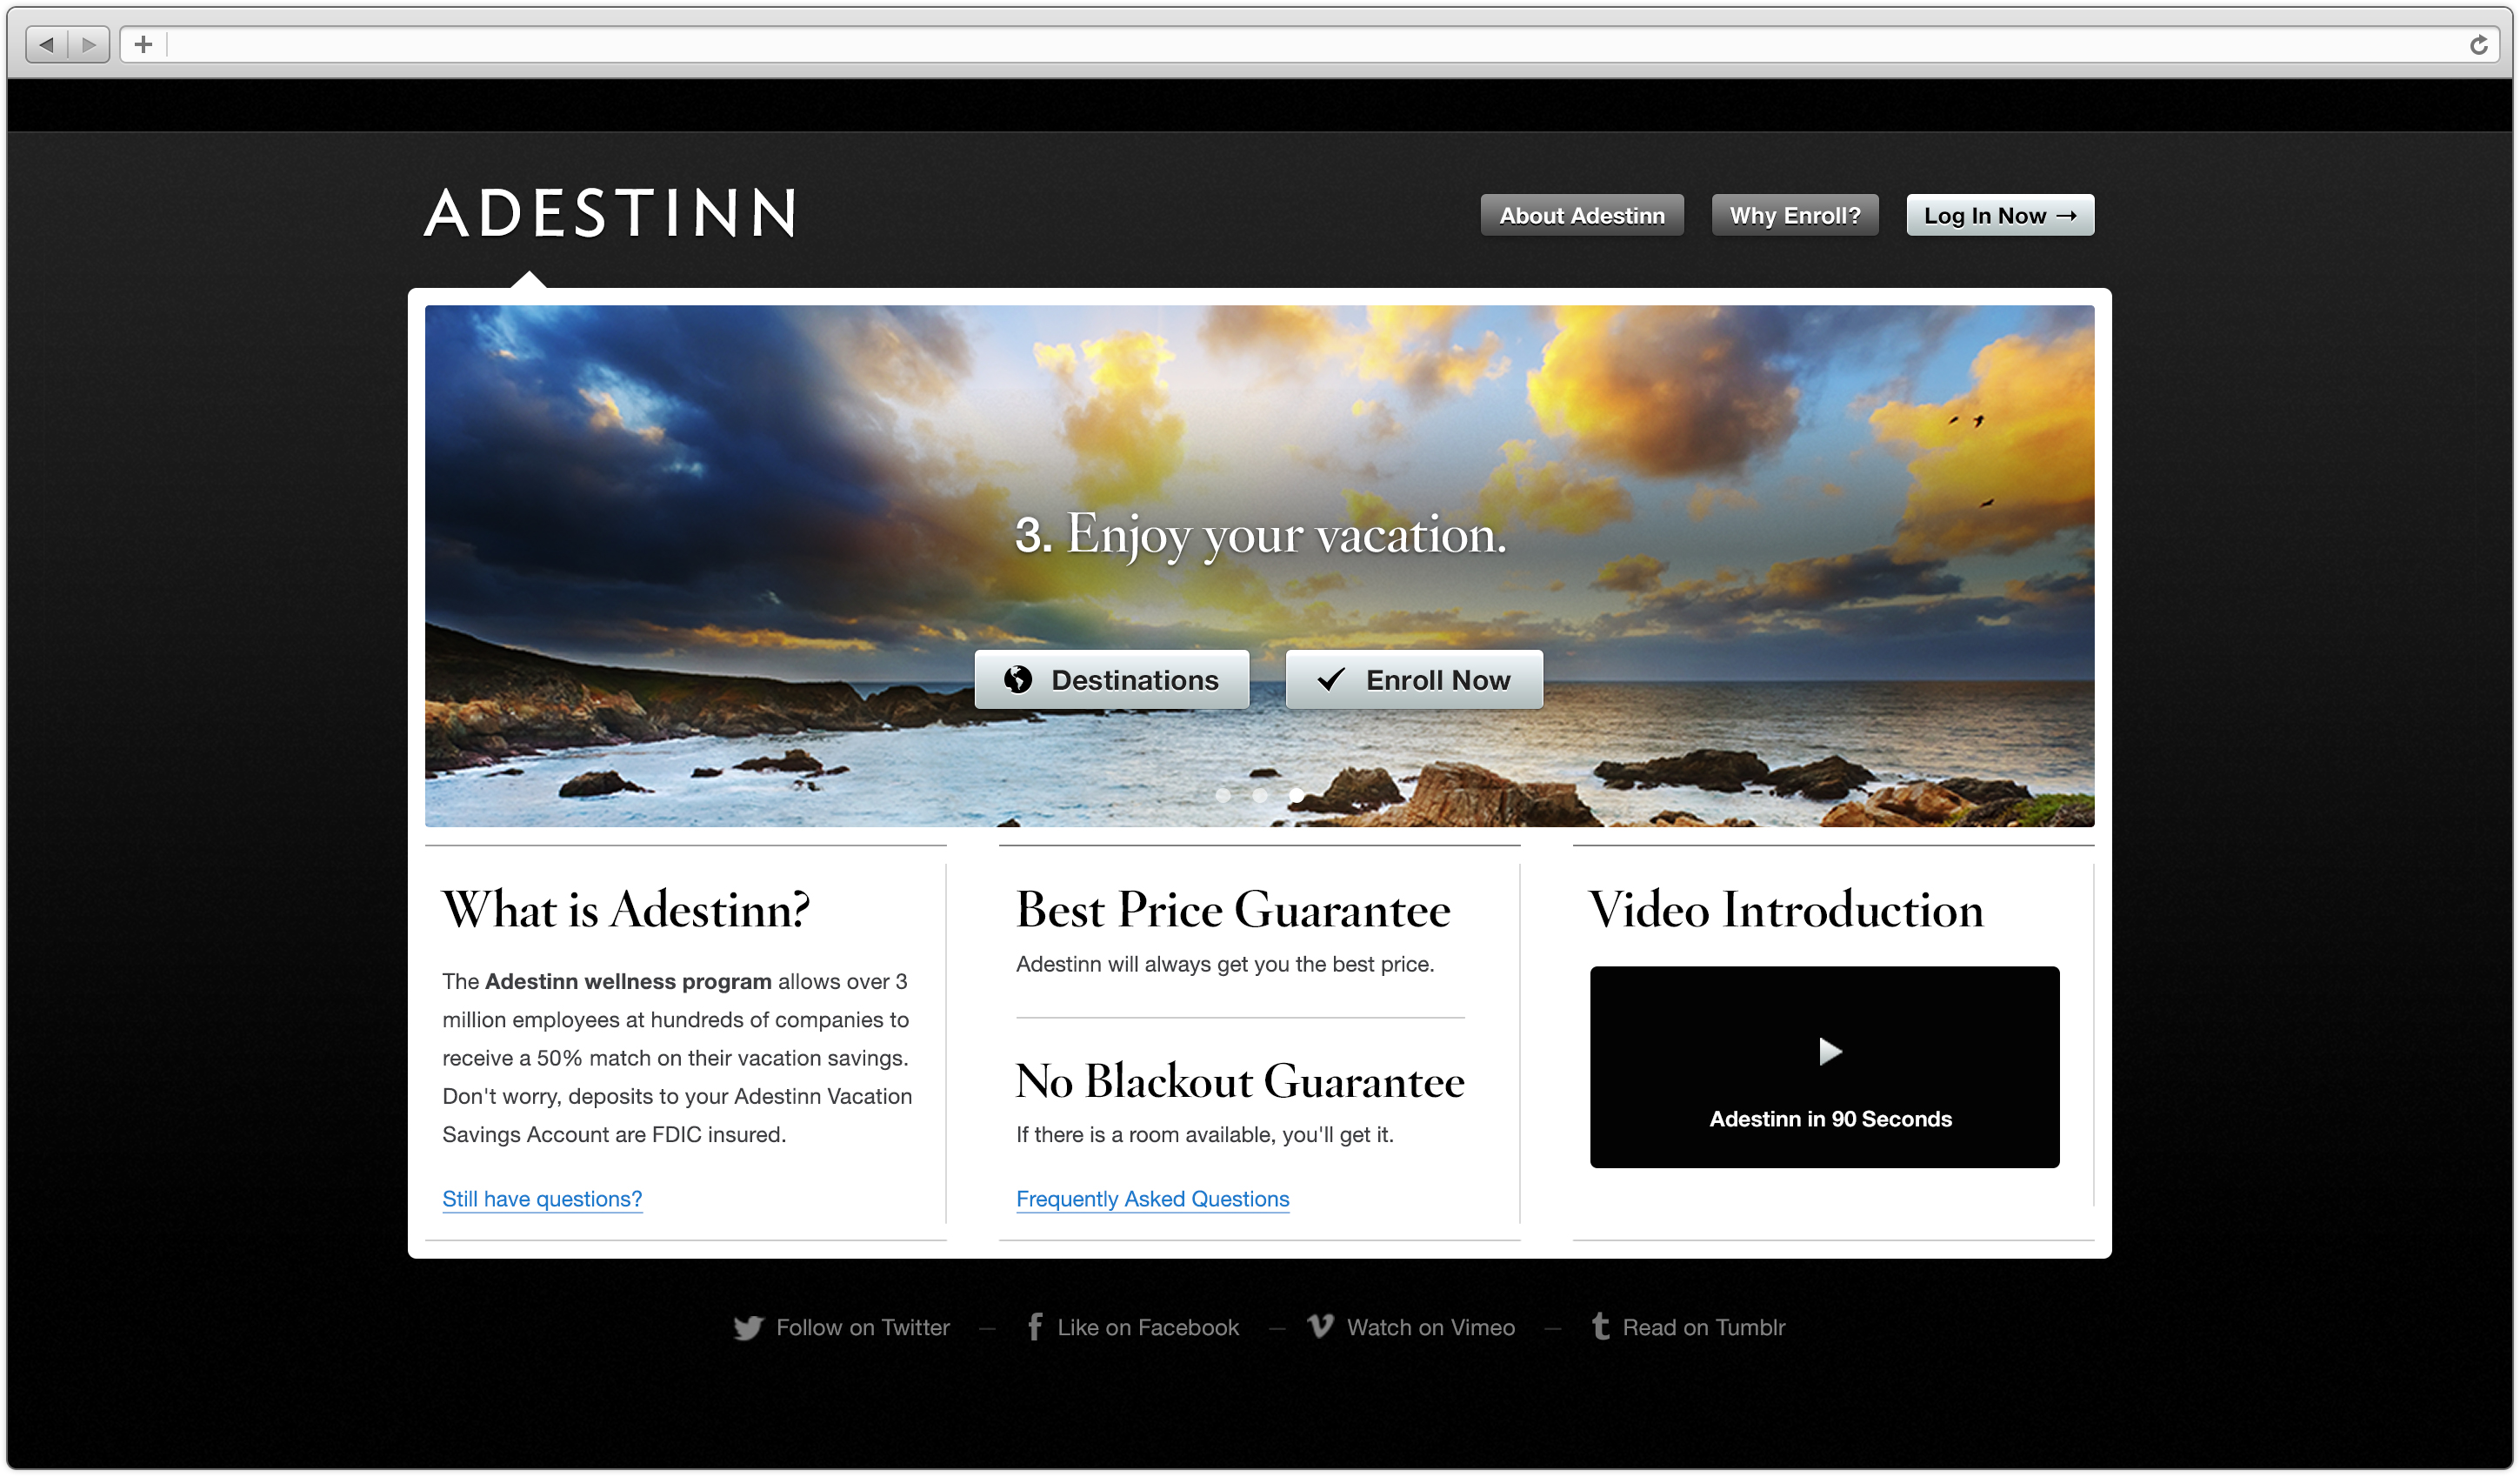 ADESTINN
About Adestinn
Why Enroll?
Log In Now →
3. Enjoy your vacation.
Destinations
Enroll Now
What is Adestinn?
The Adestinn wellness program allows over 3
million employees at hundreds of companies to
receive a 50% match on their vacation savings.
Don't worry, deposits to your Adestinn Vacation
Savings Account are FDIC insured.
Still have questions?
Best Price Guarantee
Adestinn will always get you the best price.
No Blackout Guarantee
If there is a room available, you'll get it.
Frequently Asked Questions
Video Introduction
Adestinn in 90 Seconds
Follow on Twitter — Like on Facebook — Watch on Vimeo — Read on Tumblr